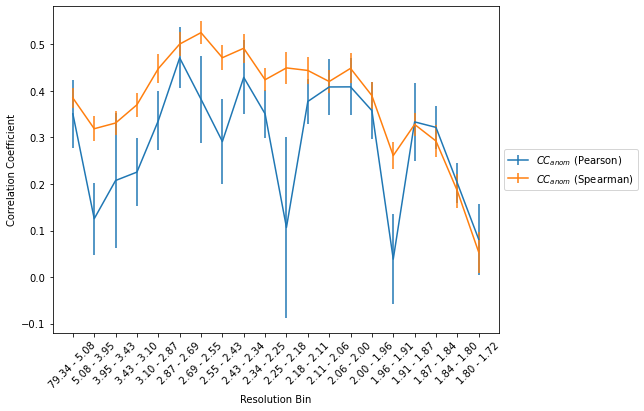 0.5
0.4
0.3
0.2
0.1
0.0
−0.1
Correlation Coefficient
79.34 - 5.08
5.08 - 3.95
3.95 - 3.43
3.43 - 3.10
3.10 - 2.87
2.87 - 2.69
2.69 - 2.55
2.55 - 2.43
2.43 - 2.34
2.34 - 2.25
2.25 - 2.18
2.18 - 2.11
2.11 - 2.06
2.06 - 2.00
2.00 - 1.96
1.96 - 1.91
1.91 - 1.87
1.87 - 1.84
1.84 - 1.80
1.80 - 1.72
Resolution Bin
CC_anom (Pearson)
CC_anom (Spearman)